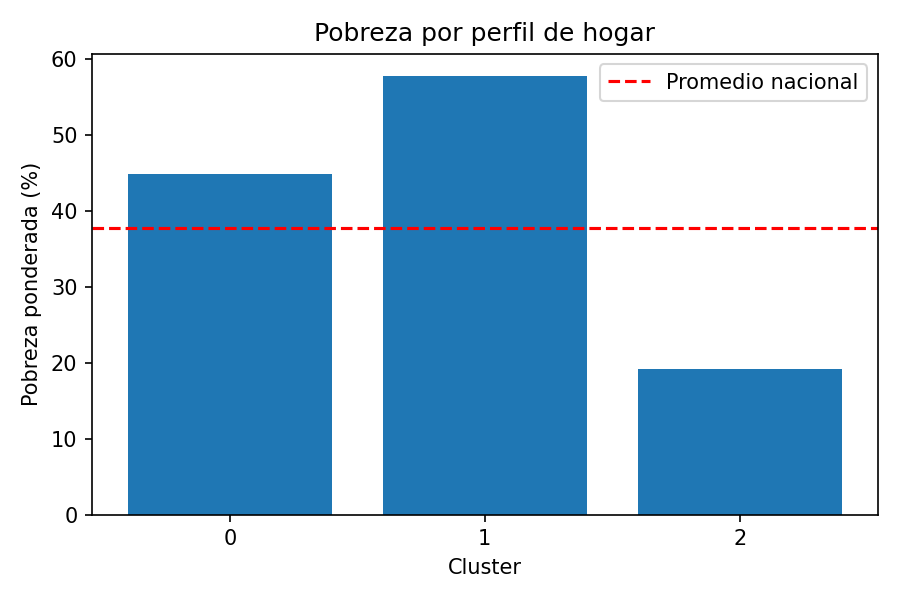 Pobreza por perfil de hogar
Promedio nacional
Pobreza ponderada (%)
60
50
40
30
20
10
0
0 1 2
Cluster